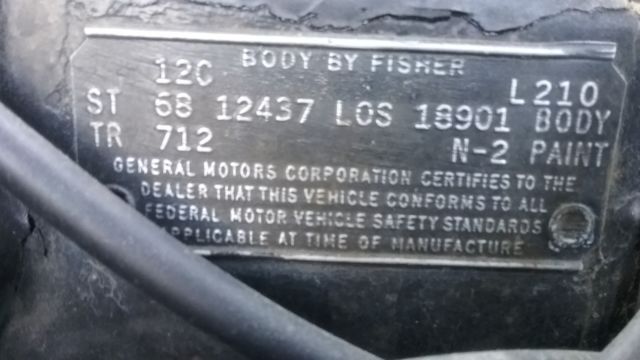 BODY BY FISHER
12C L210
ST 68 12437 LOS 18901 BODY
TR 712 N-2 PAINT
GENERAL MOTORS CORPORATION CERTIFIES TO THE
DEALER THAT THIS VEHICLE CONFORMS TO ALL
FEDERAL MOTOR VEHICLE SAFETY STANDARDS
APPLICABLE AT TIME OF MANUFACTURE